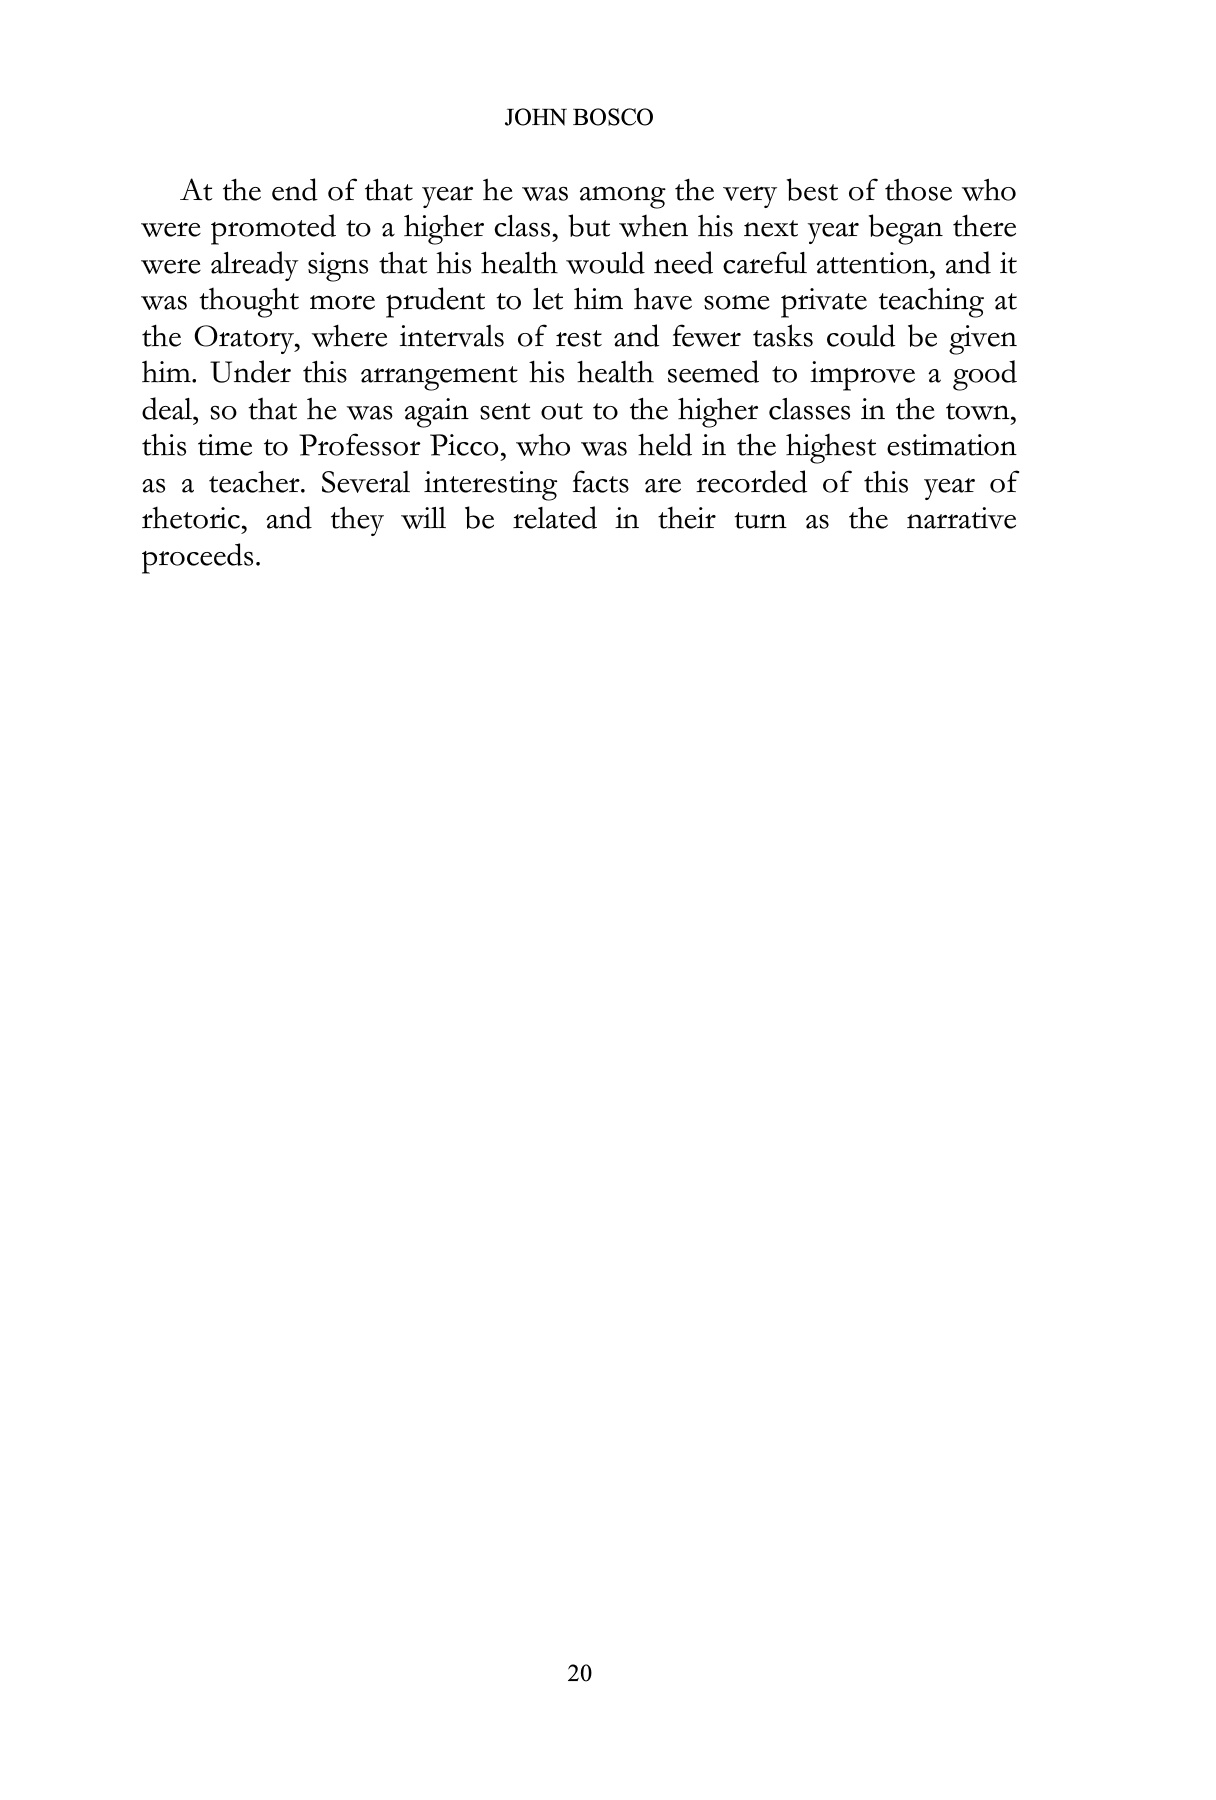 JOHN BOSCO
At the end of that year he was among the very best of those who
were promoted to a higher class, but when his next year began there
were already signs that his health would need careful attention, and it
was thought more prudent to let him have some private teaching at
the Oratory, where intervals of rest and fewer tasks could be given
him. Under this arrangement his health seemed to improve a good
deal, so that he was again sent out to the higher classes in the town,
this time to Professor Picco, who was held in the highest estimation
as a teacher. Several interesting facts are recorded of this year of
rhetoric, and they will be related in their turn as the narrative
proceeds.
20